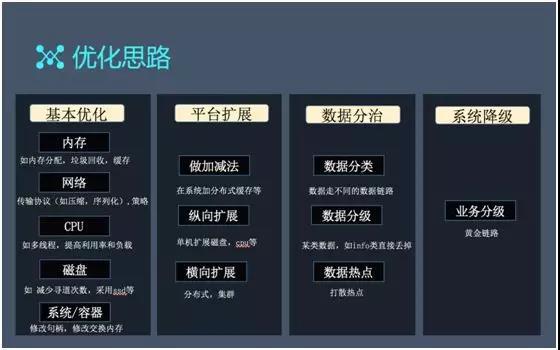 优化思路
基本优化
内存
如内存分配，垃圾回收，缓存
网络
传输协议（如压缩，序列化）,策略
CPU
如多线程，提高利用率和负载
磁盘
如 减少寻道次数，采用ssd等
系统/容器
修改句柄，修改交换内存
平台扩展
做加减法
在系统加分布式缓存等
纵向扩展
单机扩展磁盘，cpu等
横向扩展
分布式，集群
数据分治
数据分类
数据走不同的数据链路
数据分级
某类数据，如info类直接丢掉
数据热点
打散热点
系统降级
业务分级
黄金链路